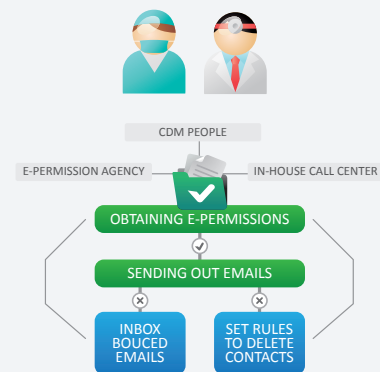 CDM PEOPLE
E-PERMISSION AGENCY
IN-HOUSE CALL CENTER
OBTAINING E-PERMISSIONS
SENDING OUT EMAILS
INBOX
BOUCED
EMAILS
SET RULES
TO DELETE
CONTACTS